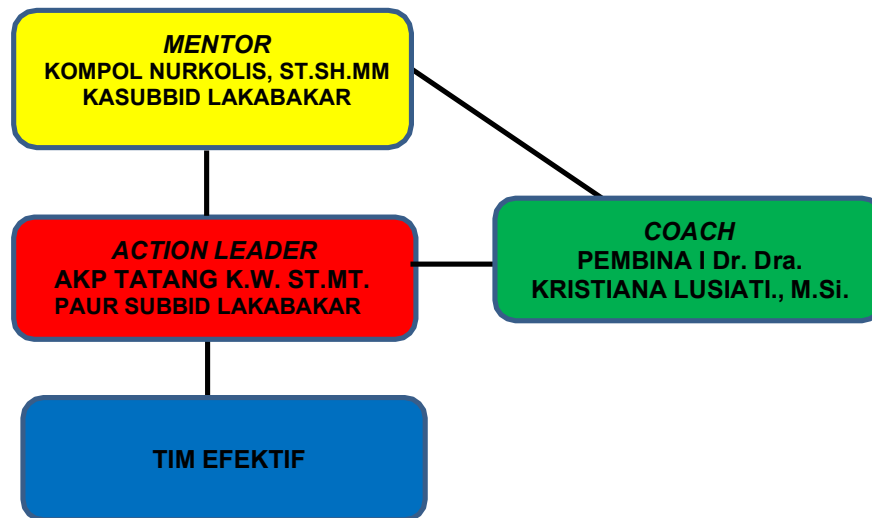 MENTOR
KOMPOL NURKOLIS, ST.SH.MM
KASUBBID LAKABAKAR
ACTION LEADER
AKP TATANG K.W. ST.MT.
PAUR SUBBID LAKABAKAR
COACH
PEMBINA I Dr. Dra.
KRISTIANA LUSIATI., M.Si.
TIM EFEKTIF